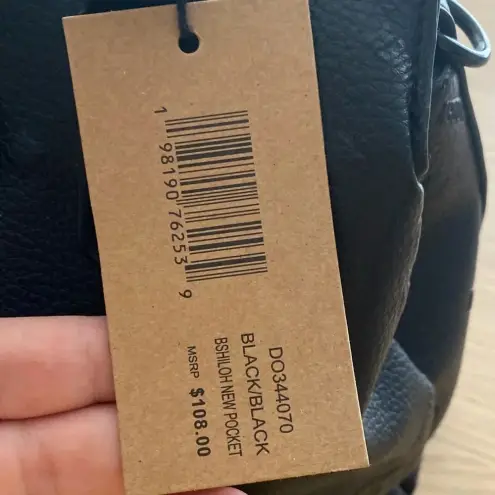 1 98190 76253 9
DO344070
BLACK/BLACK
BSHILOH NEW POCKET
MSRP $108.00